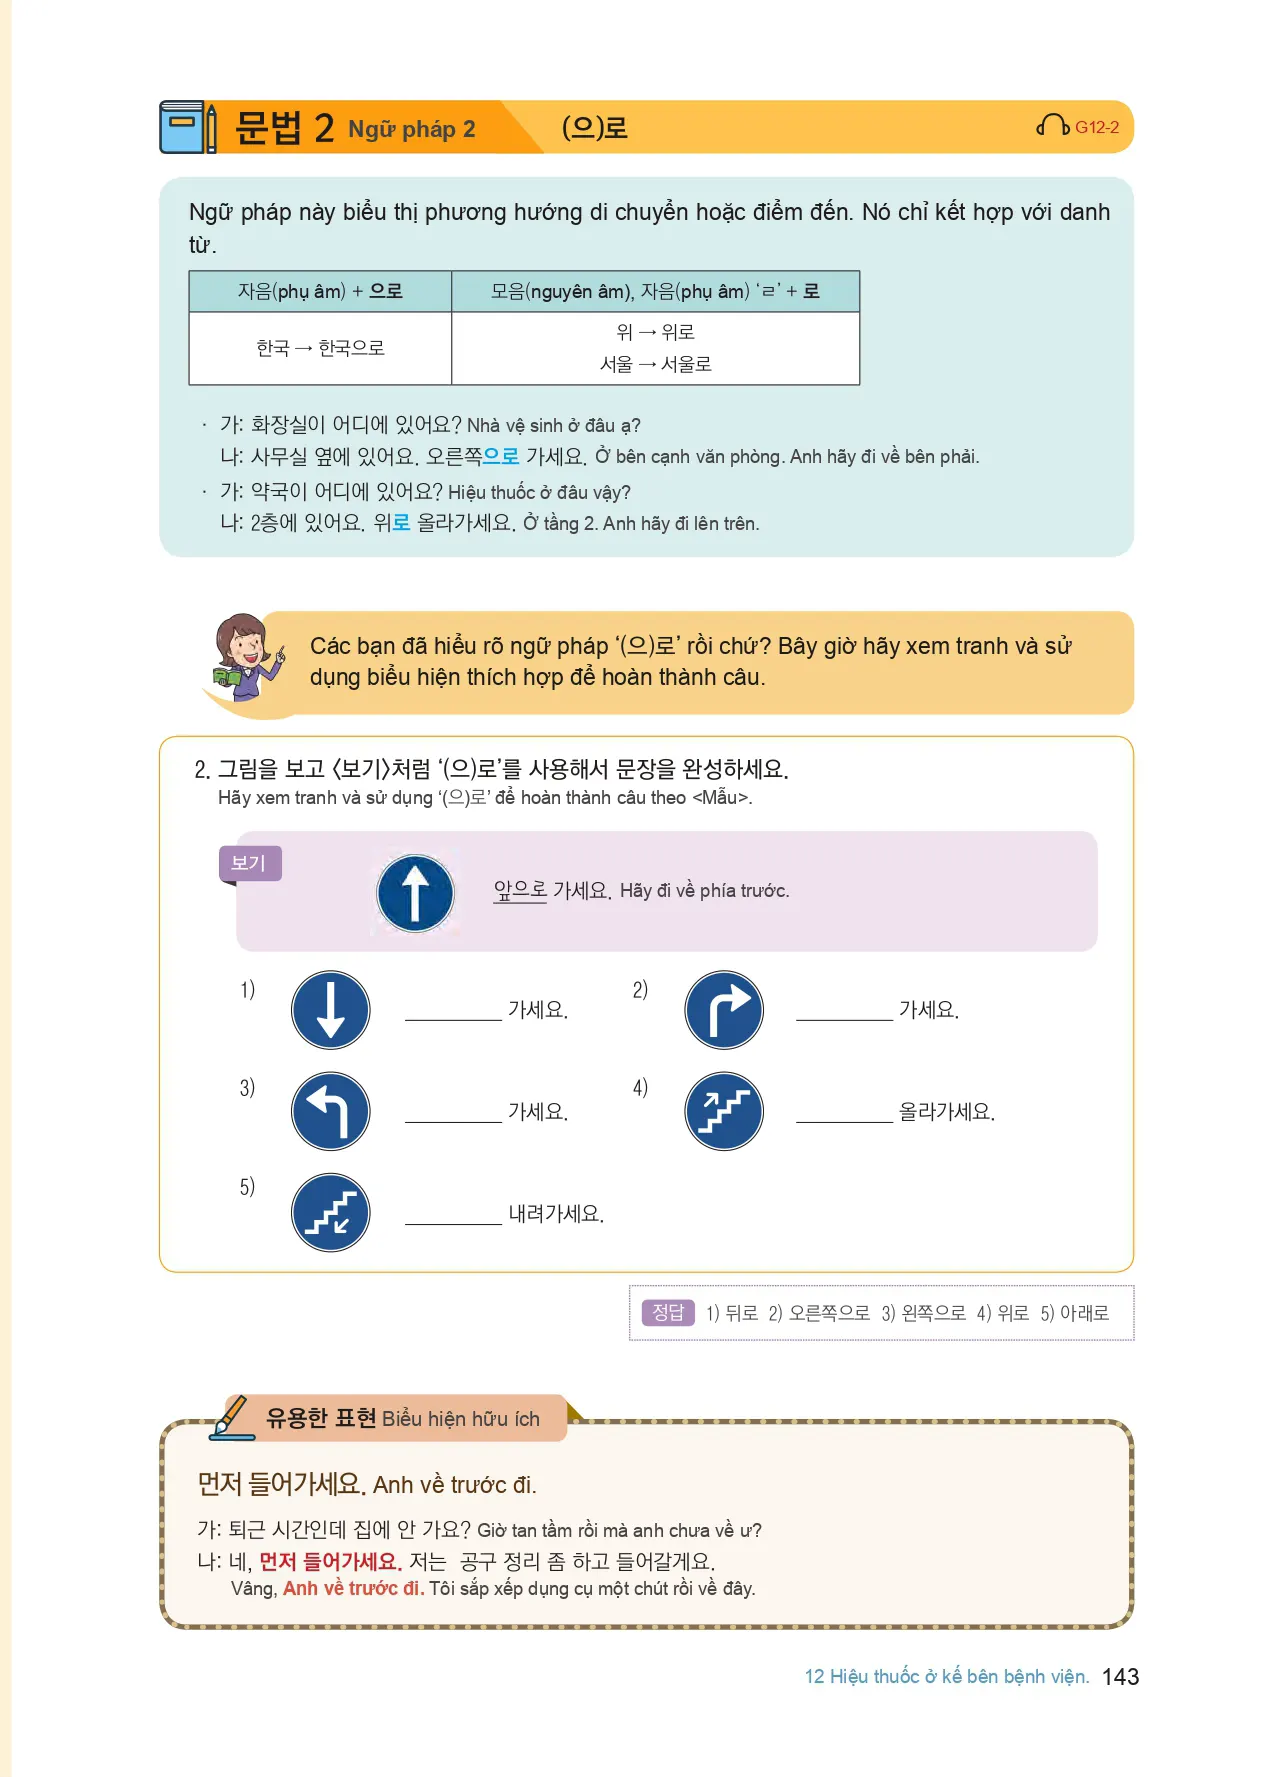 문법 2 Ngữ pháp 2 (으)로 G12-2
Ngữ pháp này biểu thị phương hướng di chuyển hoặc điểm đến. Nó chỉ kết hợp với danh
từ.
자음(phụ âm) + 으로 모음(nguyên âm), 자음(phụ âm) ‘ㄹ’ + 로
한국 → 한국으로
위 → 위로
서울 → 서울로
· 가: 화장실이 어디에 있어요? Nhà vệ sinh ở đâu ạ?
나: 사무실 옆에 있어요. 오른쪽으로 가세요. Ở bên cạnh văn phòng. Anh hãy đi về bên phải.
· 가: 약국이 어디에 있어요? Hiệu thuốc ở đâu vậy?
나: 2층에 있어요. 위로 올라가세요. Ở tầng 2. Anh hãy đi lên trên.
Các bạn đã hiểu rõ ngữ pháp ‘(으)로’ rồi chứ? Bây giờ hãy xem tranh và sử
dụng biểu hiện thích hợp để hoàn thành câu.
2. 그림을 보고 〈보기〉처럼 ‘(으)로’를 사용해서 문장을 완성하세요.
Hãy xem tranh và sử dụng ‘(으)로’ để hoàn thành câu theo <Mẫu>.
보기
앞으로 가세요. Hãy đi về phía trước.
1) _________ 가세요. 2) _________ 가세요.
3) _________ 가세요. 4) _________ 올라가세요.
5) _________ 내려가세요.
정답 1) 뒤로 2) 오른쪽으로 3) 왼쪽으로 4) 위로 5) 아래로
유용한 표현 Biểu hiện hữu ích
먼저 들어가세요. Anh về trước đi.
가: 퇴근 시간인데 집에 안 가요? Giờ tan tầm rồi mà anh chưa về ư?
나: 네, 먼저 들어가세요. 저는 공구 정리 좀 하고 들어갈게요.
Vâng, Anh về trước đi. Tôi sắp xếp dụng cụ một chút rồi về đây.
12 Hiệu thuốc ở kế bên bệnh viện. 143